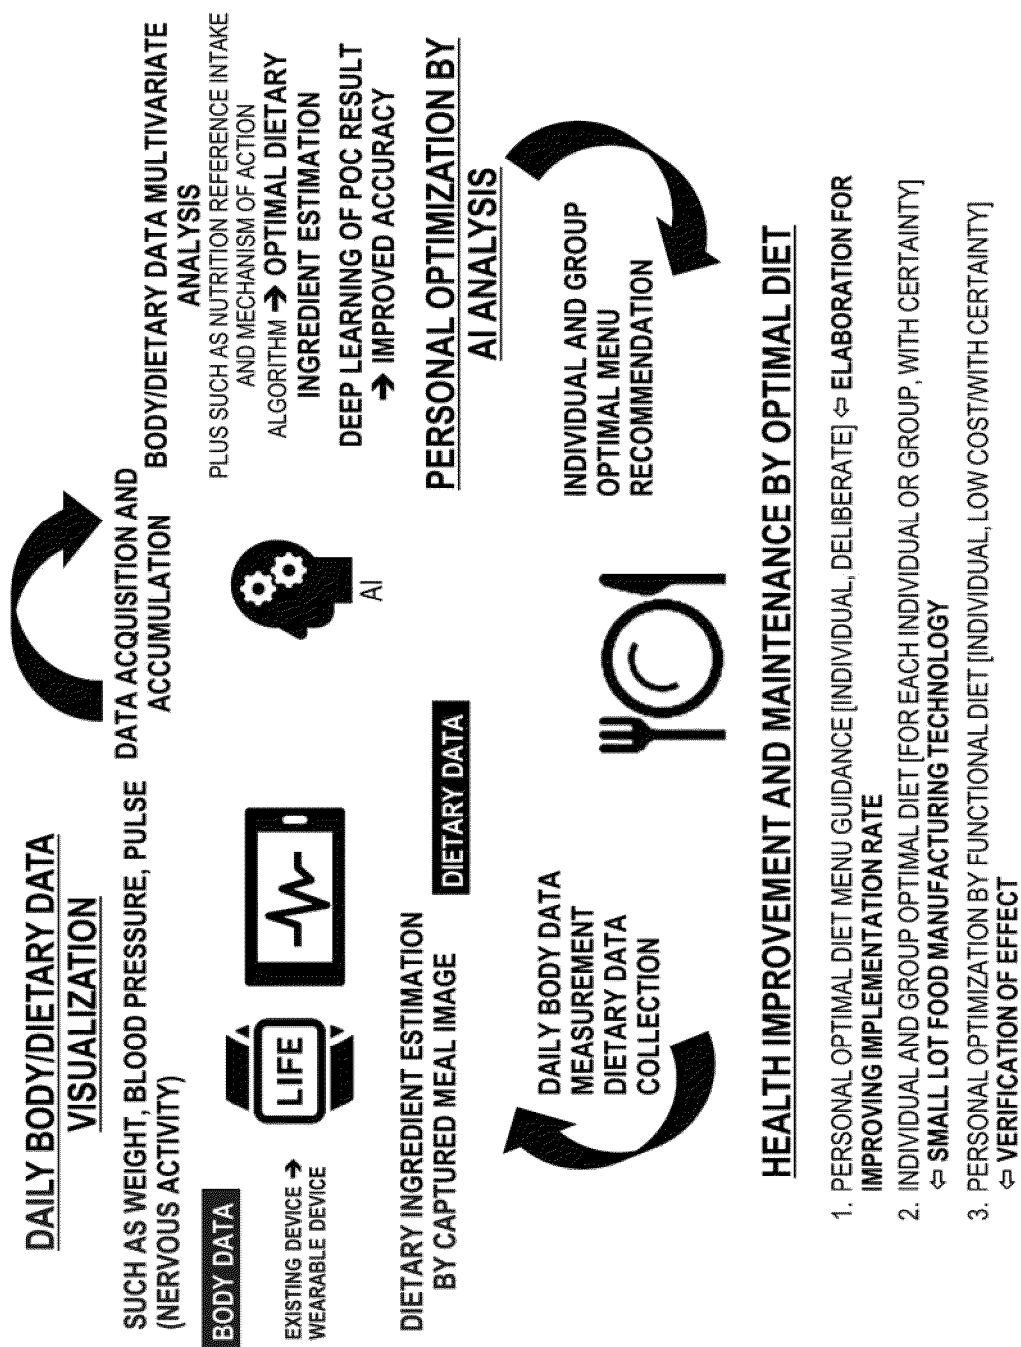 DAILY BODY/DIETARY DATA
VISUALIZATION
SUCH AS WEIGHT, BLOOD PRESSURE, PULSE
(NERVOUS ACTIVITY)
BODY DATA
EXISTING DEVICE ➔
WEARABLE DEVICE
LIFE
DIETARY INGREDIENT ESTIMATION
BY CAPTURED MEAL IMAGE
DIETARY DATA
DATA ACQUISITION AND
ACCUMULATION
AI
BODY/DIETARY DATA MULTIVARIATE
ANALYSIS
PLUS SUCH AS NUTRITION REFERENCE INTAKE
AND MECHANISM OF ACTION
ALGORITHM ➔ OPTIMAL DIETARY
INGREDIENT ESTIMATION
DEEP LEARNING OF POC RESULT
➔ IMPROVED ACCURACY
PERSONAL OPTIMIZATION BY
AI ANALYSIS
DAILY BODY DATA
MEASUREMENT
DIETARY DATA
COLLECTION
INDIVIDUAL AND GROUP
OPTIMAL MENU
RECOMMENDATION
HEALTH IMPROVEMENT AND MAINTENANCE BY OPTIMAL DIET
1. PERSONAL OPTIMAL DIET MENU GUIDANCE [INDIVIDUAL, DELIBERATE] ⇦ ELABORATION FOR
IMPROVING IMPLEMENTATION RATE
2. INDIVIDUAL AND GROUP OPTIMAL DIET [FOR EACH INDIVIDUAL OR GROUP, WITH CERTAINTY]
⇦ SMALL LOT FOOD MANUFACTURING TECHNOLOGY
3. PERSONAL OPTIMIZATION BY FUNCTIONAL DIET [INDIVIDUAL, LOW COST/WITH CERTAINTY]
⇦ VERIFICATION OF EFFECT